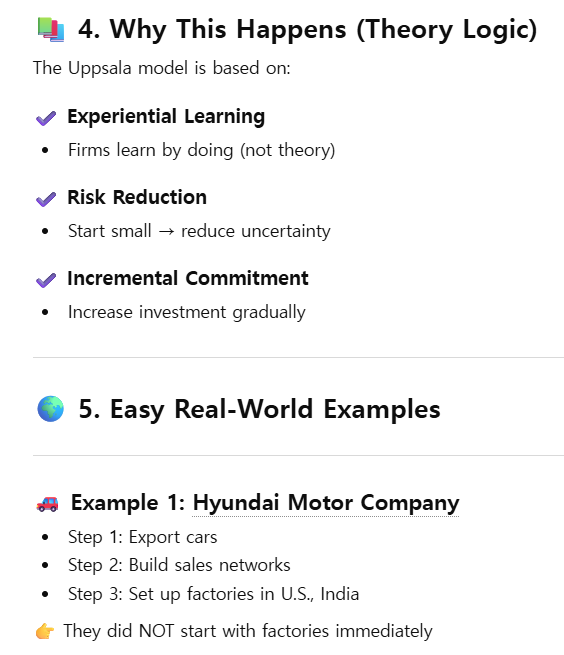 4. Why This Happens (Theory Logic)
The Uppsala model is based on:
Experiential Learning
• Firms learn by doing (not theory)
Risk Reduction
• Start small → reduce uncertainty
Incremental Commitment
• Increase investment gradually
5. Easy Real-World Examples
Example 1: Hyundai Motor Company
• Step 1: Export cars
• Step 2: Build sales networks
• Step 3: Set up factories in U.S., India
They did NOT start with factories immediately